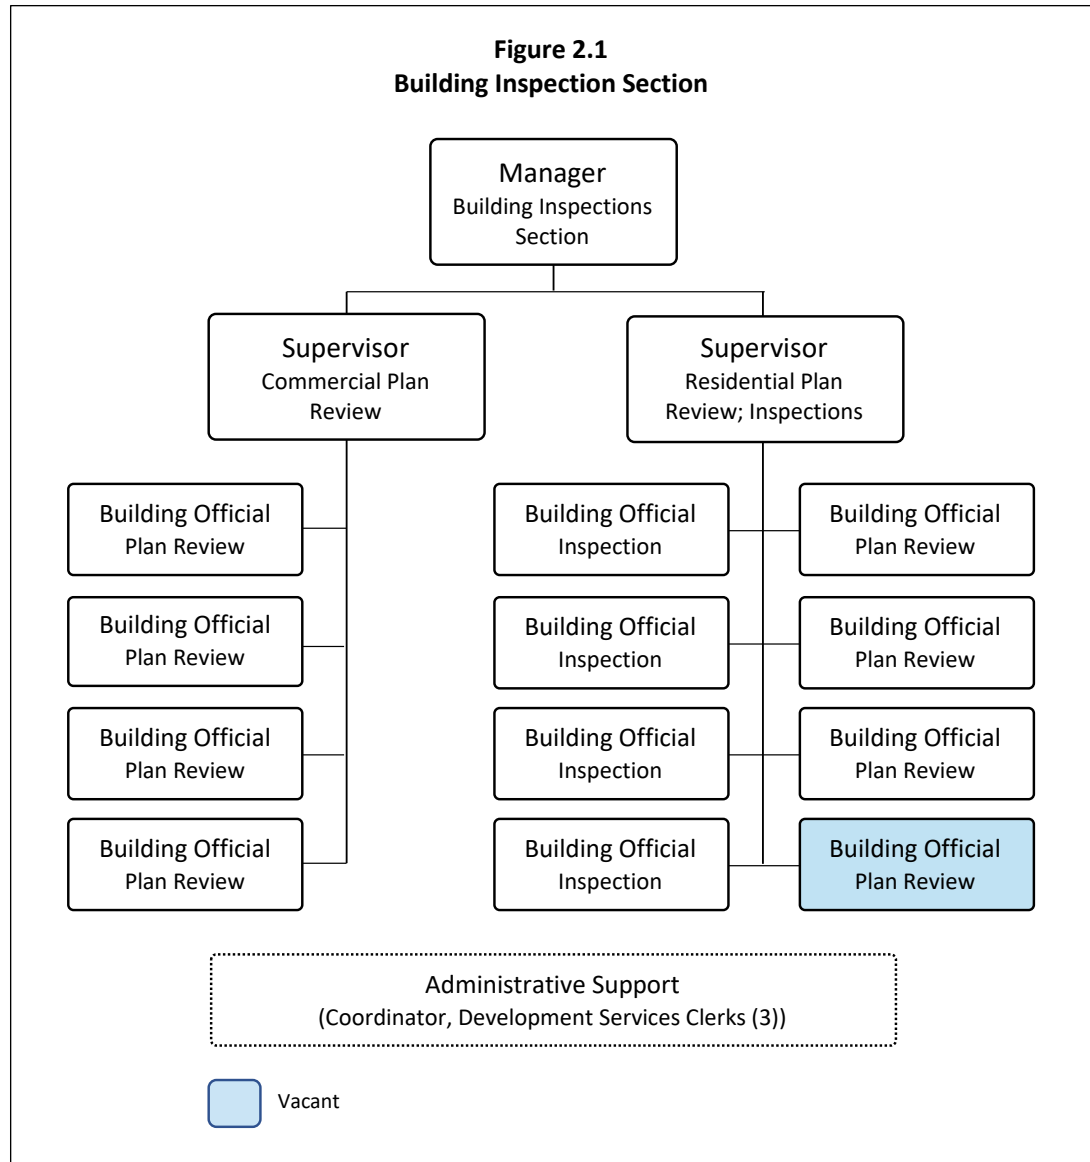 Figure 2.1
Building Inspection Section
Manager
Building Inspections
Section
Supervisor
Commercial Plan
Review
Supervisor
Residential Plan
Review; Inspections
Building Official
Plan Review
Building Official
Inspection
Building Official
Plan Review
Building Official
Plan Review
Building Official
Inspection
Building Official
Plan Review
Building Official
Plan Review
Building Official
Inspection
Building Official
Plan Review
Building Official
Plan Review
Building Official
Inspection
Building Official
Plan Review
Administrative Support
(Coordinator, Development Services Clerks (3))
Vacant